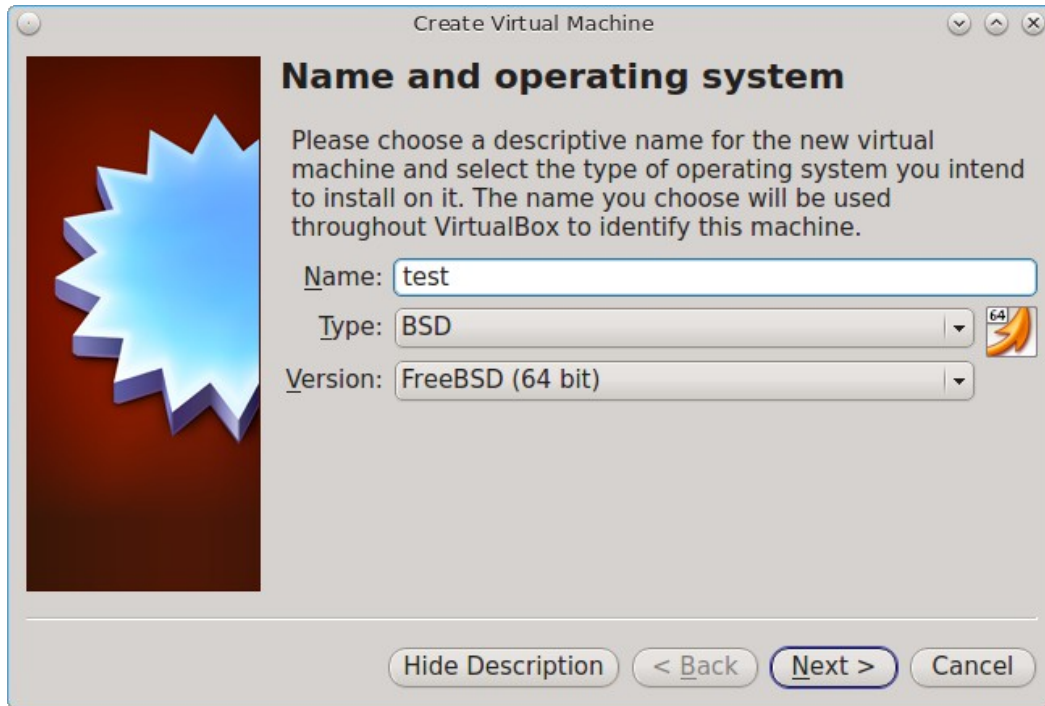 Create Virtual Machine
Name and operating system
Please choose a descriptive name for the new virtual
machine and select the type of operating system you intend
to install on it. The name you choose will be used
throughout VirtualBox to identify this machine.
Name: test
Type: BSD
64
Version: FreeBSD (64 bit)
Hide Description < Back Next > Cancel